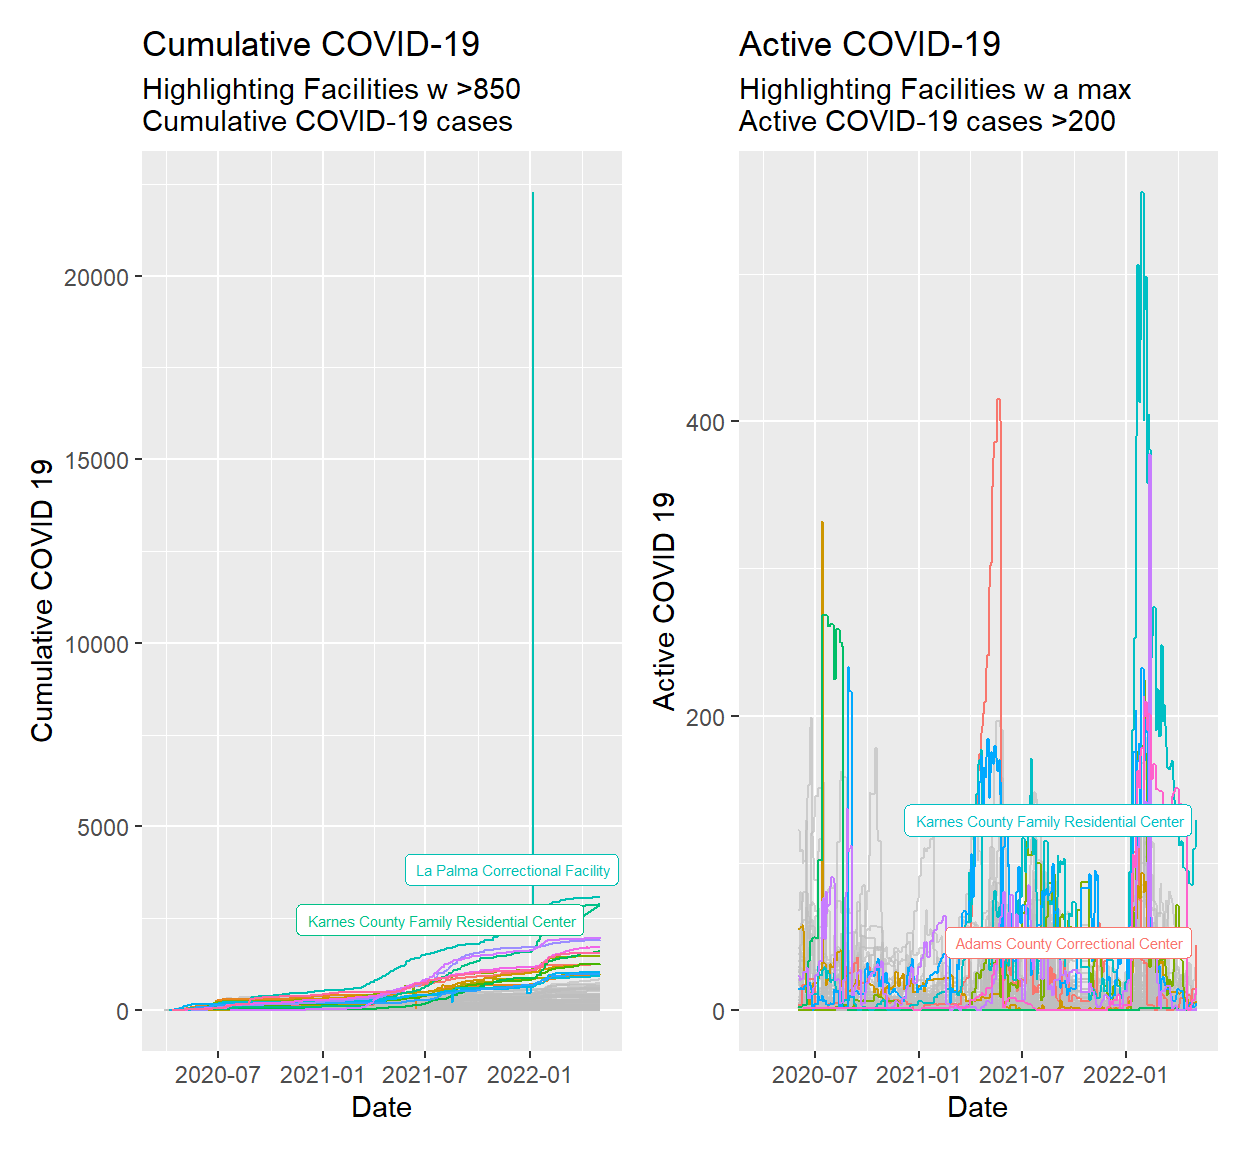 Cumulative COVID-19
Highlighting Facilities w >850
Cumulative COVID-19 cases
Cumulative COVID 19
20000
15000
10000
5000
0
La Palma Correctional Facility
Karnes County Family Residential Center
2020-07 2021-01 2021-07 2022-01
Date
Active COVID-19
Highlighting Facilities w a max
Active COVID-19 cases >200
Active COVID 19
400
200
0
Karnes County Family Residential Center
Adams County Correctional Center
2020-07 2021-01 2021-07 2022-01
Date